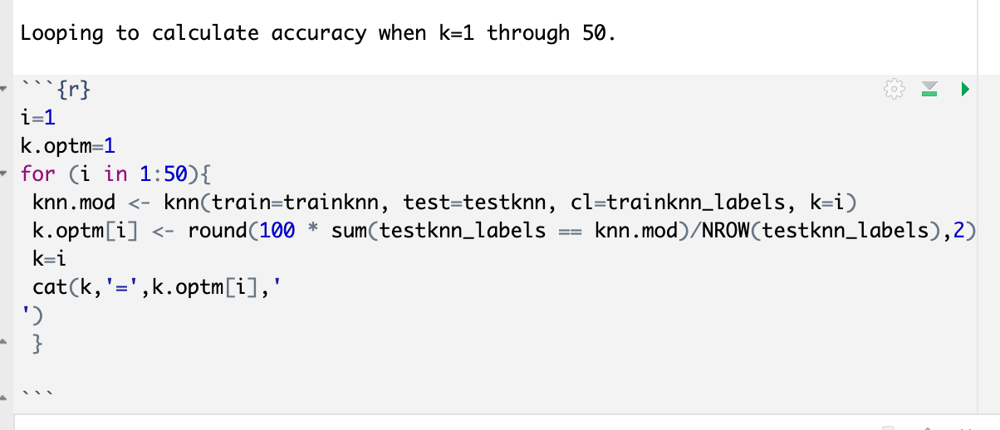 Looping to calculate accuracy when k=1 through 50.
```{r}
i=1
k.optm=1
for (i in 1:50){
 knn.mod <- knn(train=trainknn, test=testknn, cl=trainknn_labels, k=i)
 k.optm[i] <- round(100 * sum(testknn_labels == knn.mod)/NROW(testknn_labels),2)
 k=i
 cat(k,'=',k.optm[i],'
')
 }
```